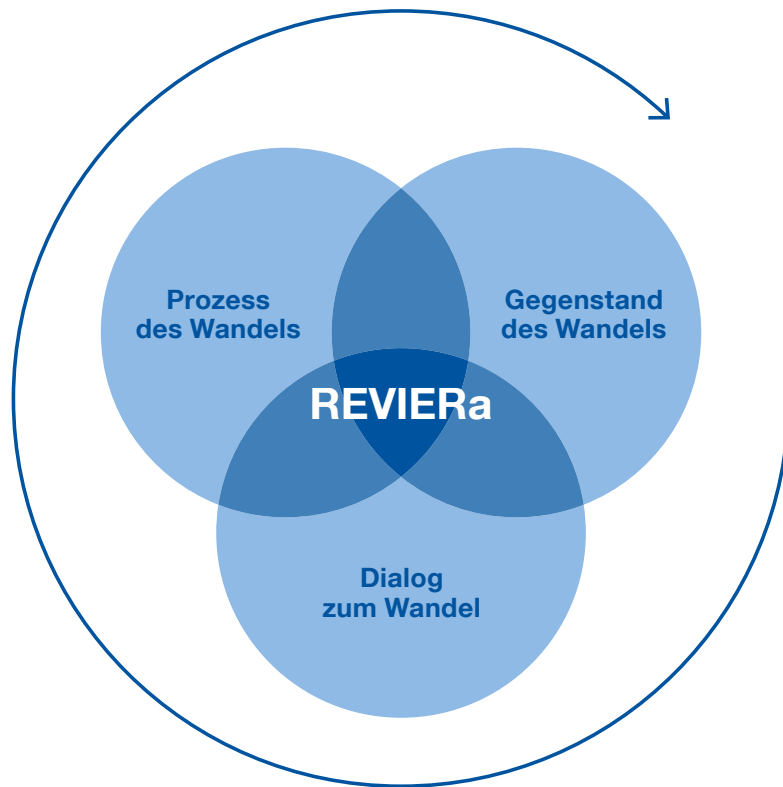 Prozess
des Wandels
Gegenstand
des Wandels
REVIERa
Dialog
zum Wandel